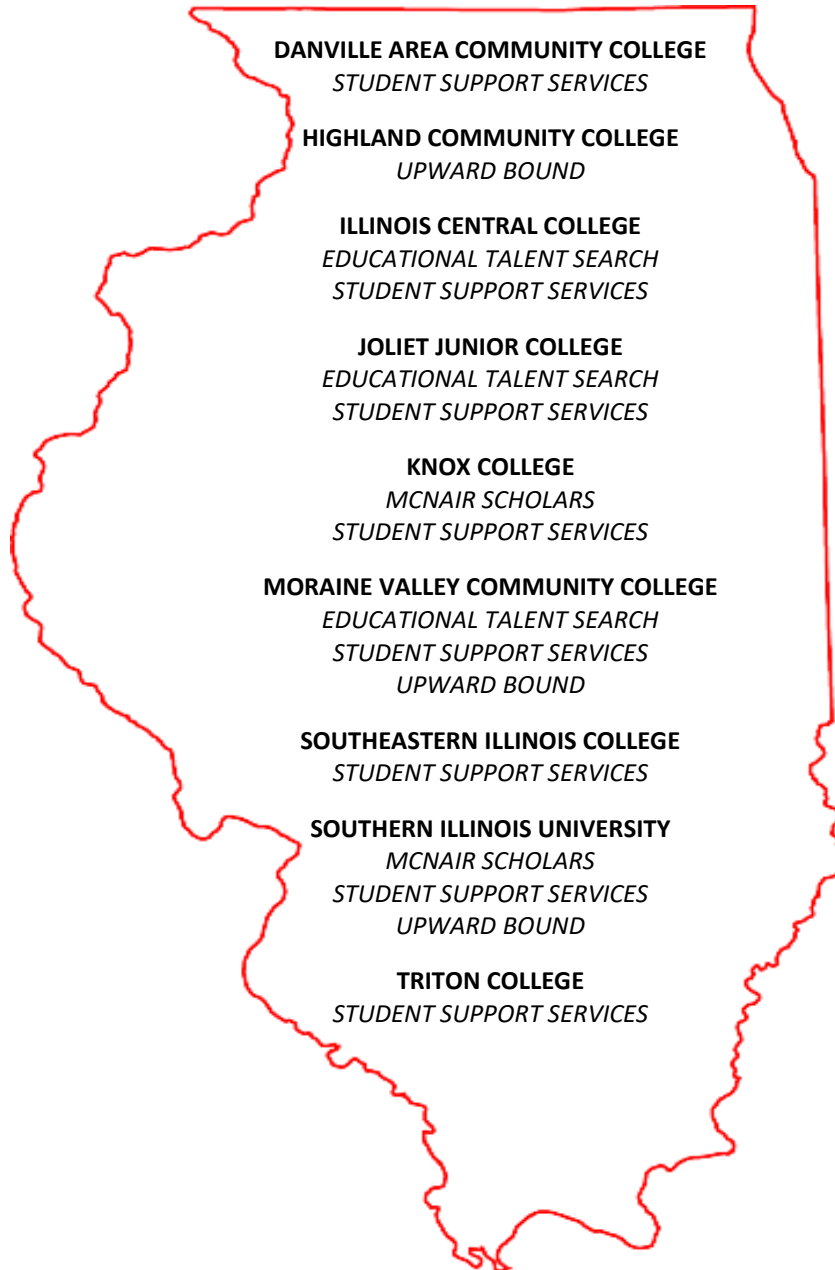 DANVILLE AREA COMMUNITY COLLEGE
STUDENT SUPPORT SERVICES
HIGHLAND COMMUNITY COLLEGE
UPWARD BOUND
ILLINOIS CENTRAL COLLEGE
EDUCATIONAL TALENT SEARCH
STUDENT SUPPORT SERVICES
JOLIET JUNIOR COLLEGE
EDUCATIONAL TALENT SEARCH
STUDENT SUPPORT SERVICES
KNOX COLLEGE
MCNAIR SCHOLARS
STUDENT SUPPORT SERVICES
MORAINE VALLEY COMMUNITY COLLEGE
EDUCATIONAL TALENT SEARCH
STUDENT SUPPORT SERVICES
UPWARD BOUND
SOUTHEASTERN ILLINOIS COLLEGE
STUDENT SUPPORT SERVICES
SOUTHERN ILLINOIS UNIVERSITY
MCNAIR SCHOLARS
STUDENT SUPPORT SERVICES
UPWARD BOUND
TRITON COLLEGE
STUDENT SUPPORT SERVICES